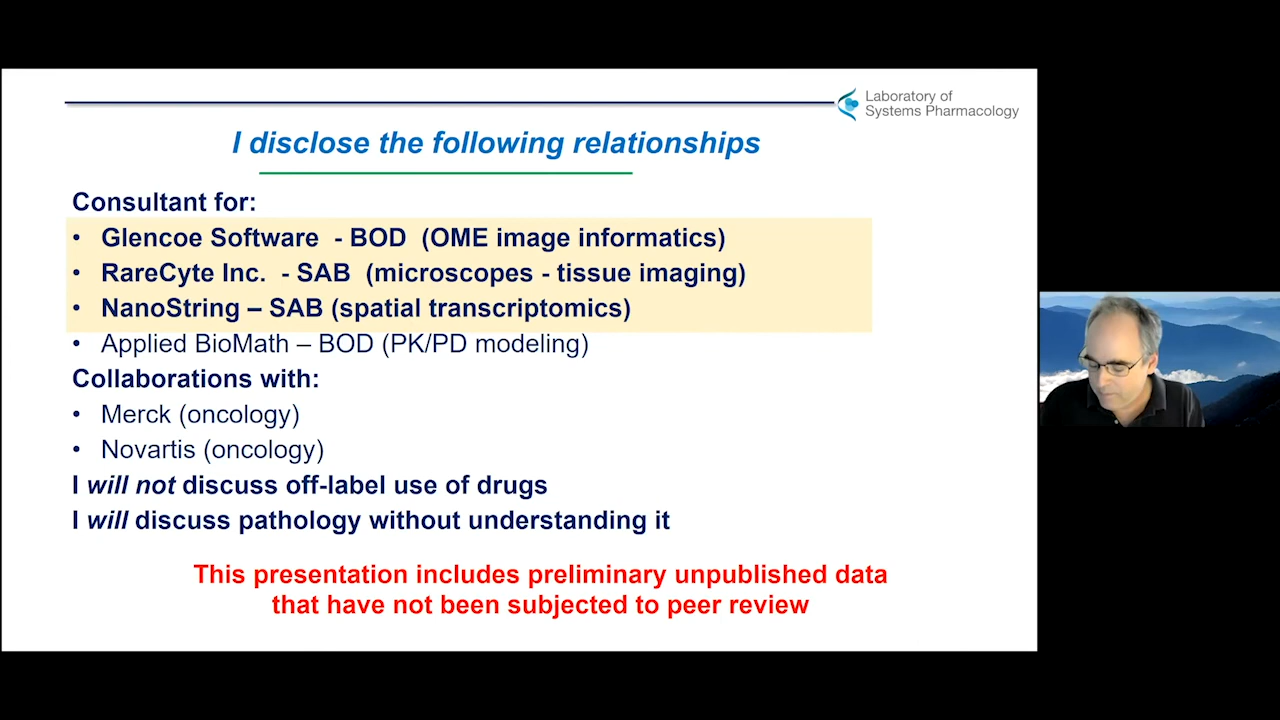 Laboratory of
Systems Pharmacology
I disclose the following relationships
Consultant for:
• Glencoe Software - BOD (OME image informatics)
• RareCyte Inc. - SAB (microscopes - tissue imaging)
• NanoString – SAB (spatial transcriptomics)
• Applied BioMath – BOD (PK/PD modeling)
Collaborations with:
• Merck (oncology)
• Novartis (oncology)
I will not discuss off-label use of drugs
I will discuss pathology without understanding it
This presentation includes preliminary unpublished data
that have not been subjected to peer review